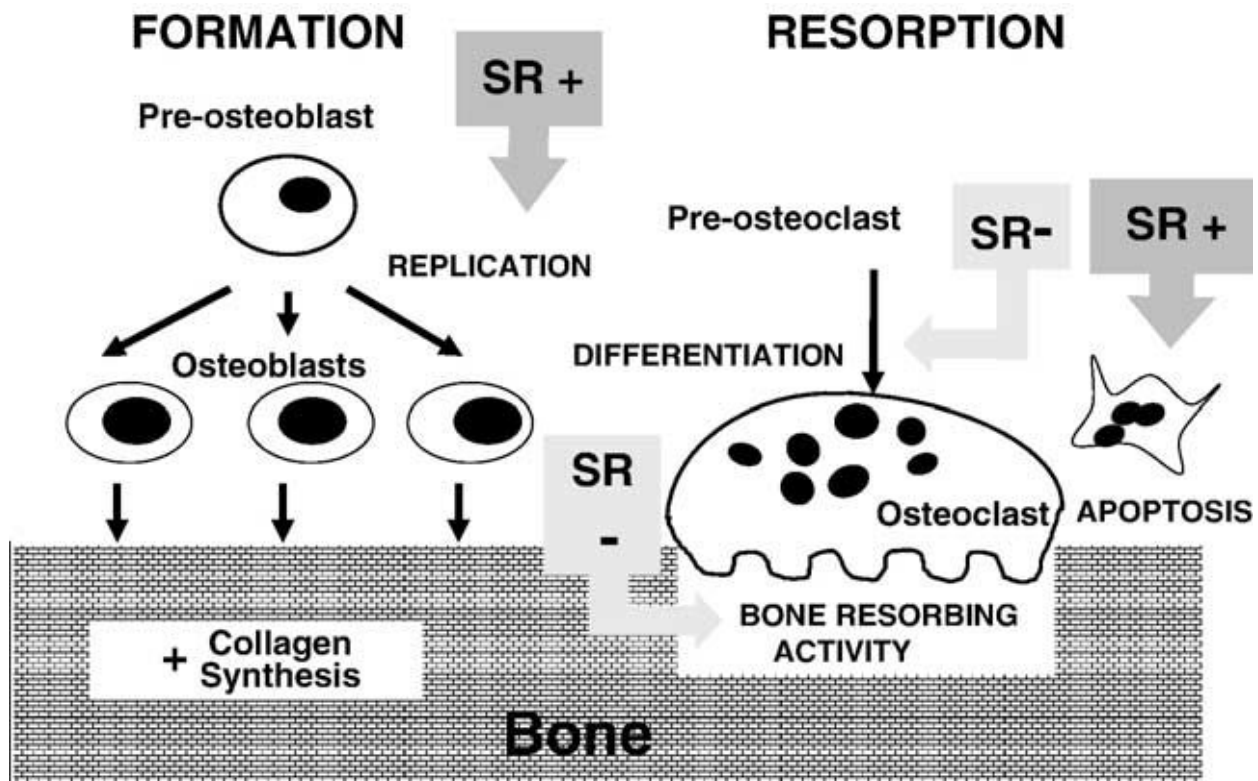 FORMATION
RESORPTION
SR +
Pre-osteoblast
Pre-osteoclast
SR-
SR +
REPLICATION
Osteoblasts
DIFFERENTIATION
SR
-
Osteoclast
APOPTOSIS
BONE RESORBING
ACTIVITY
+ Collagen
Synthesis
Bone